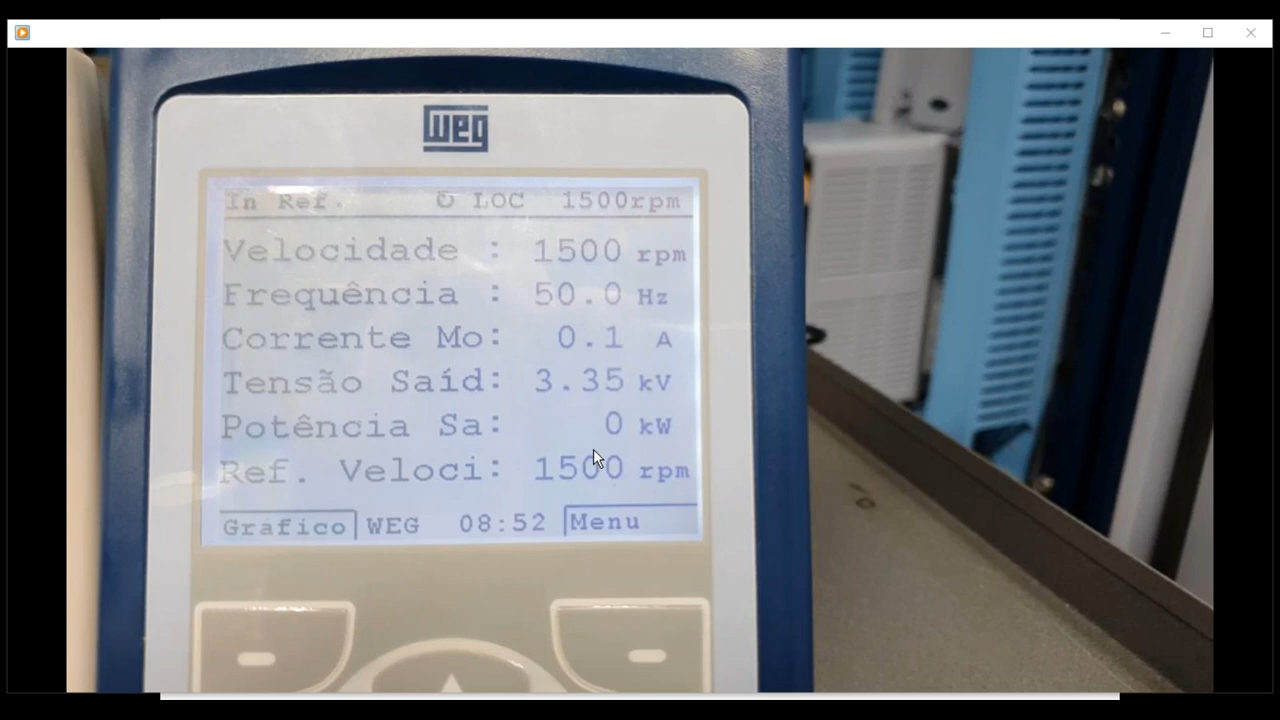 weg
In Ref. ↻ LOC 1500rpm
Velocidade : 1500 rpm
Frequência : 50.0 Hz
Corrente Mo: 0.1 A
Tensão Saíd: 3.35 kV
Potência Sa: 0 kW
Ref. Veloci: 1500 rpm
Gráfico WEG 08:52 Menu